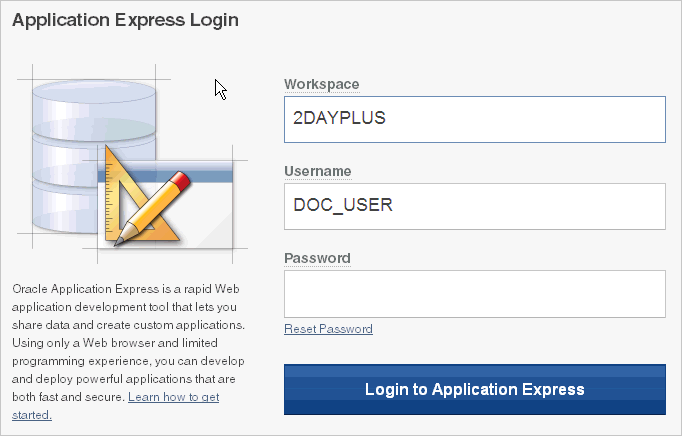 Application Express Login
Workspace
2DAYPLUS
Username
DOC_USER
Password
Reset Password
Login to Application Express
Oracle Application Express is a rapid Web
application development tool that lets you
share data and create custom applications.
Using only a Web browser and limited
programming experience, you can develop
and deploy powerful applications that are
both fast and secure. Learn how to get
started.